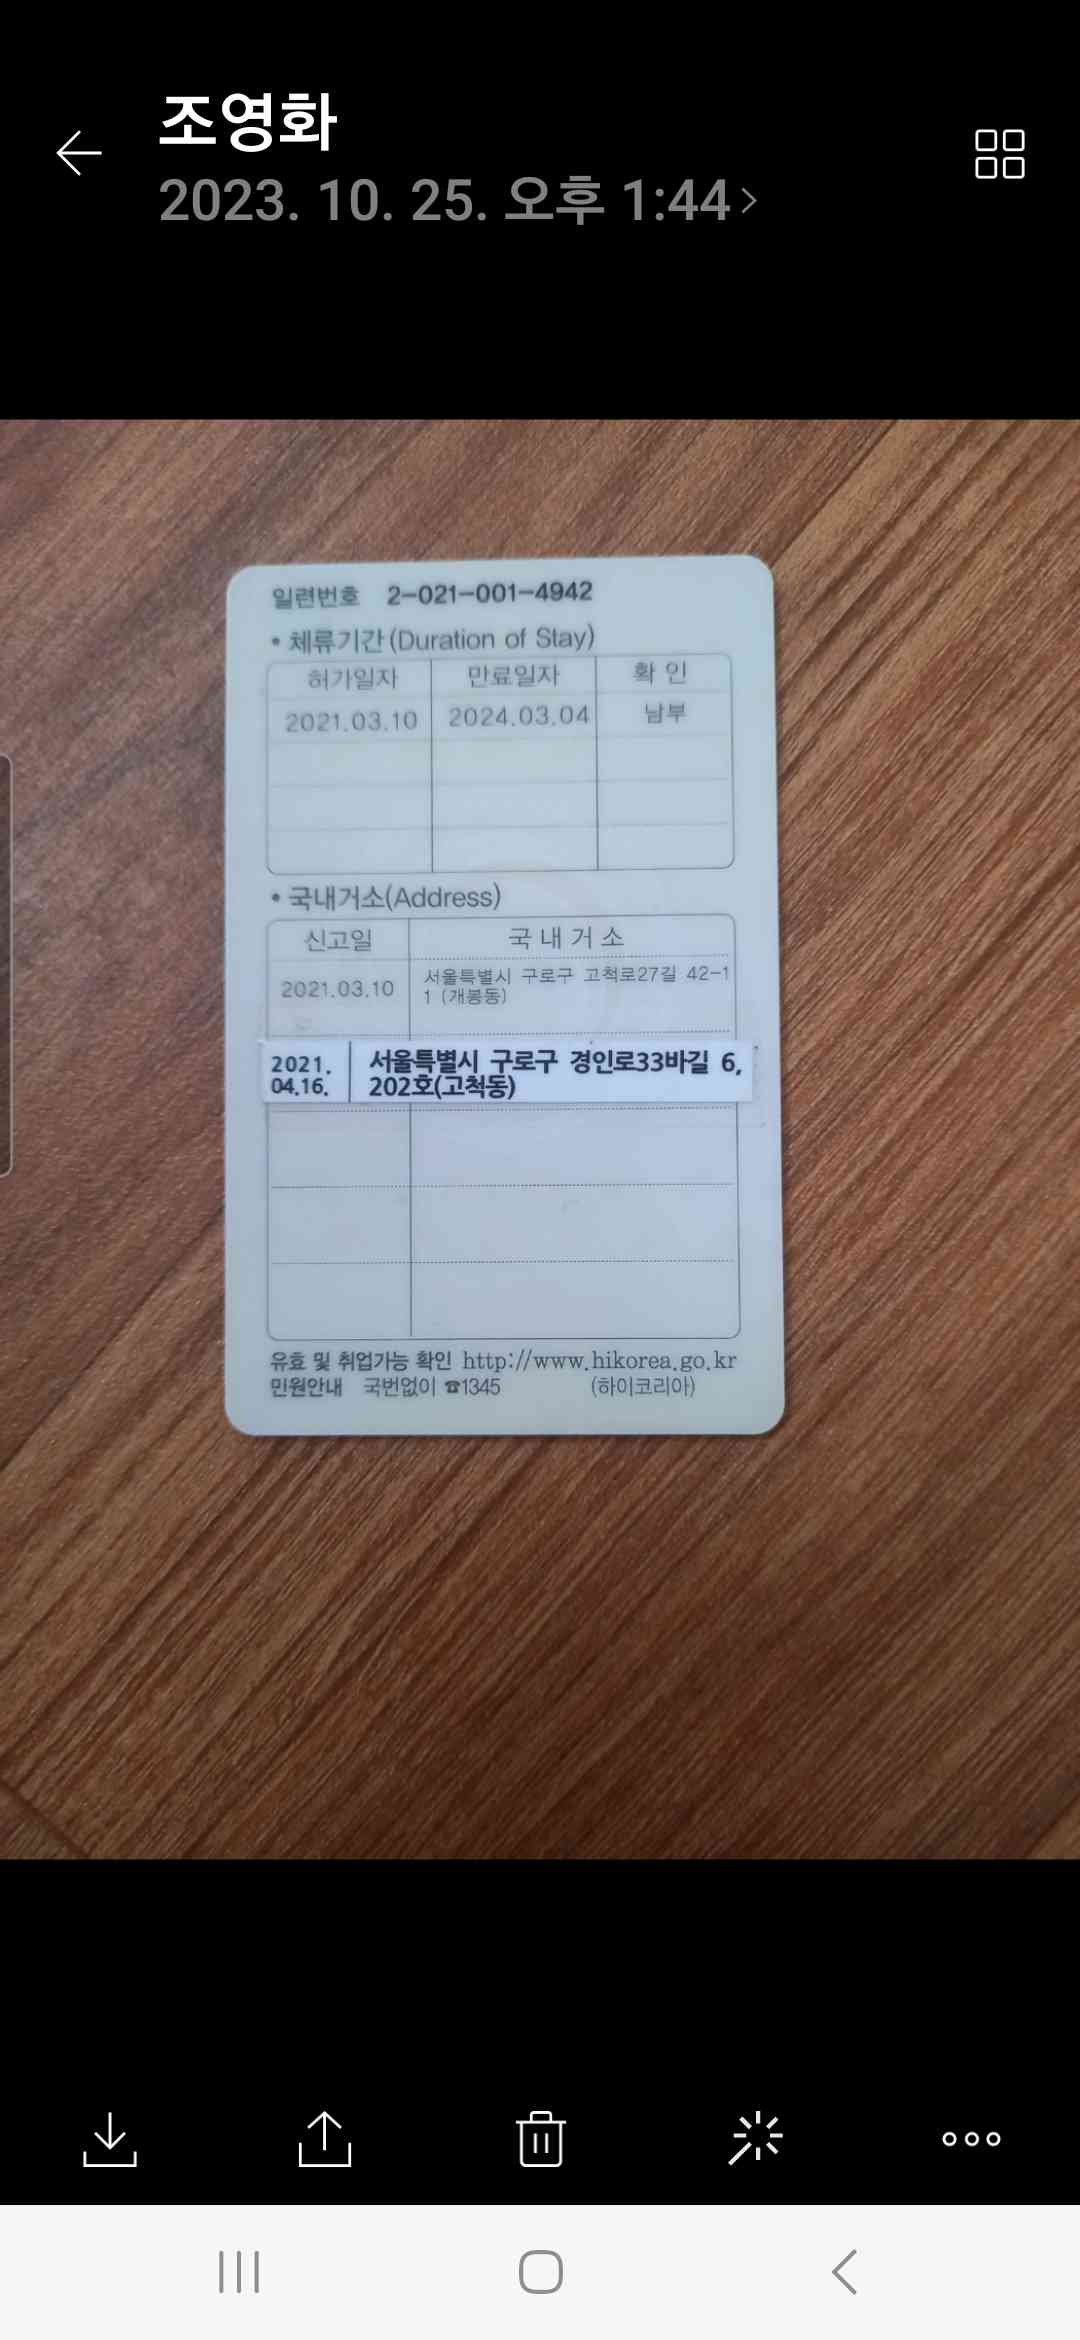 조영화
2023. 10. 25. 오후 1:44
일련번호 2-021-001-4942
• 체류기간 (Duration of Stay)
허가일자 만료일자 확 인
2021.03.10 2024.03.04 남부
• 국내거소(Address)
신고일 국 내 거 소
2021.03.10 서울특별시 구로구 고척로27길 42-1
1 (개봉동)
2021. 서울특별시 구로구 경인로33바길 6,
04.16. 202호(고척동)
유효 및 취업가능 확인 http://www.hikorea.go.kr
민원안내 국번없이 ☎1345 (하이코리아)